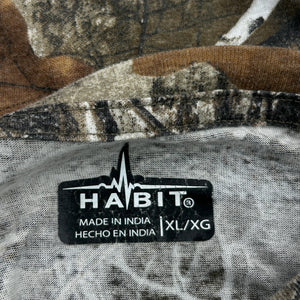 HABIT®
MADE IN INDIA
HECHO EN INDIA
XL/XG